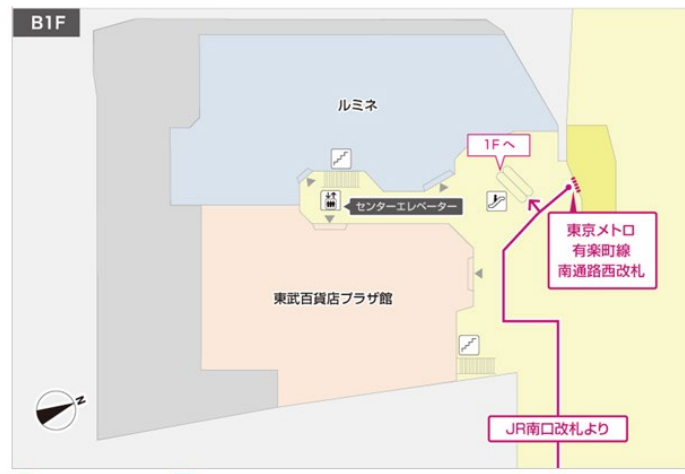 B1F
ルミネ
1Fへ
センターエレベーター
東京メトロ
有楽町線
南通路西改札
東武百貨店プラザ館
JR南口改札より
N